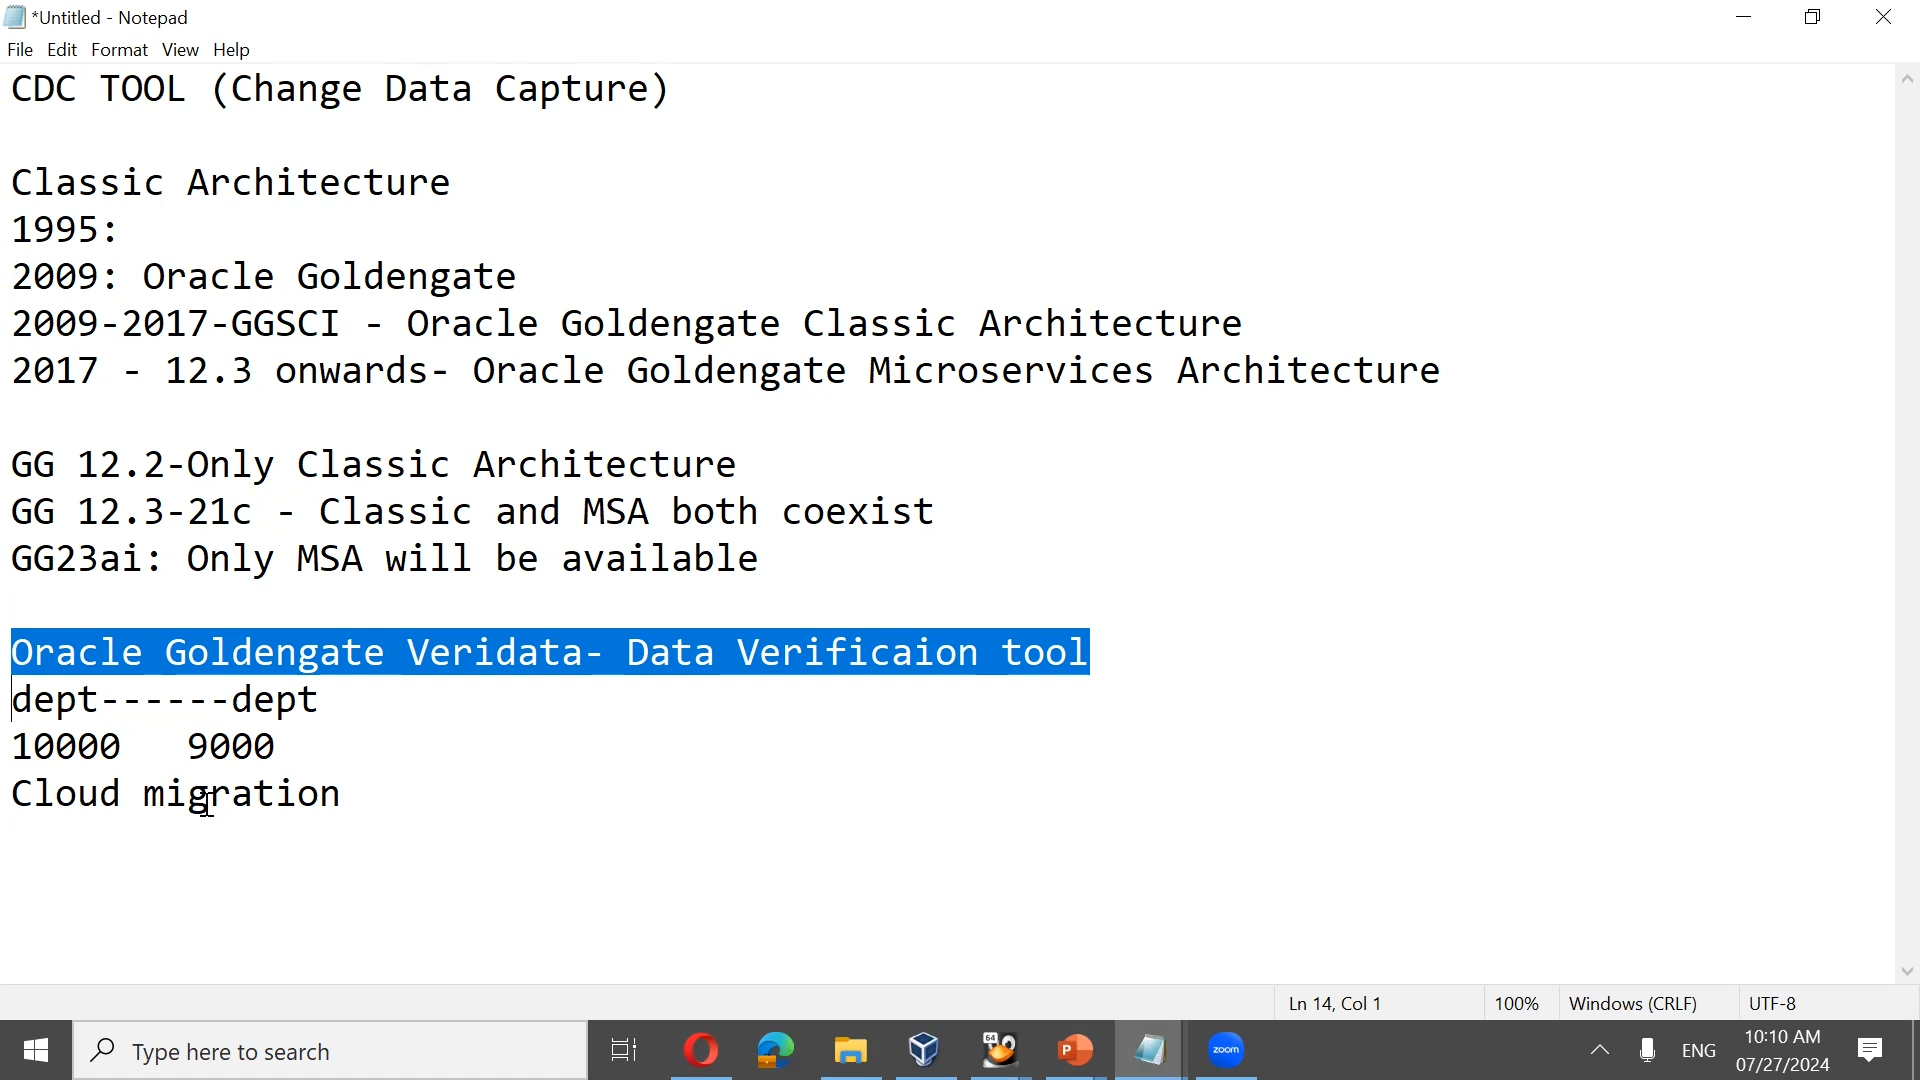 *Untitled - Notepad
File Edit Format View Help
CDC TOOL (Change Data Capture)
Classic Architecture
1995:
2009: Oracle Goldengate
2009-2017-GGSCI - Oracle Goldengate Classic Architecture
2017 - 12.3 onwards- Oracle Goldengate Microservices Architecture
GG 12.2-Only Classic Architecture
GG 12.3-21c - Classic and MSA both coexist
GG23ai: Only MSA will be available
Oracle Goldengate Veridata- Data Verificaion tool
dept------dept
10000 9000
Cloud migration
Ln 14, Col 1 100% Windows (CRLF) UTF-8
Type here to search 64 P zoom ENG 10:10 AM
07/27/2024